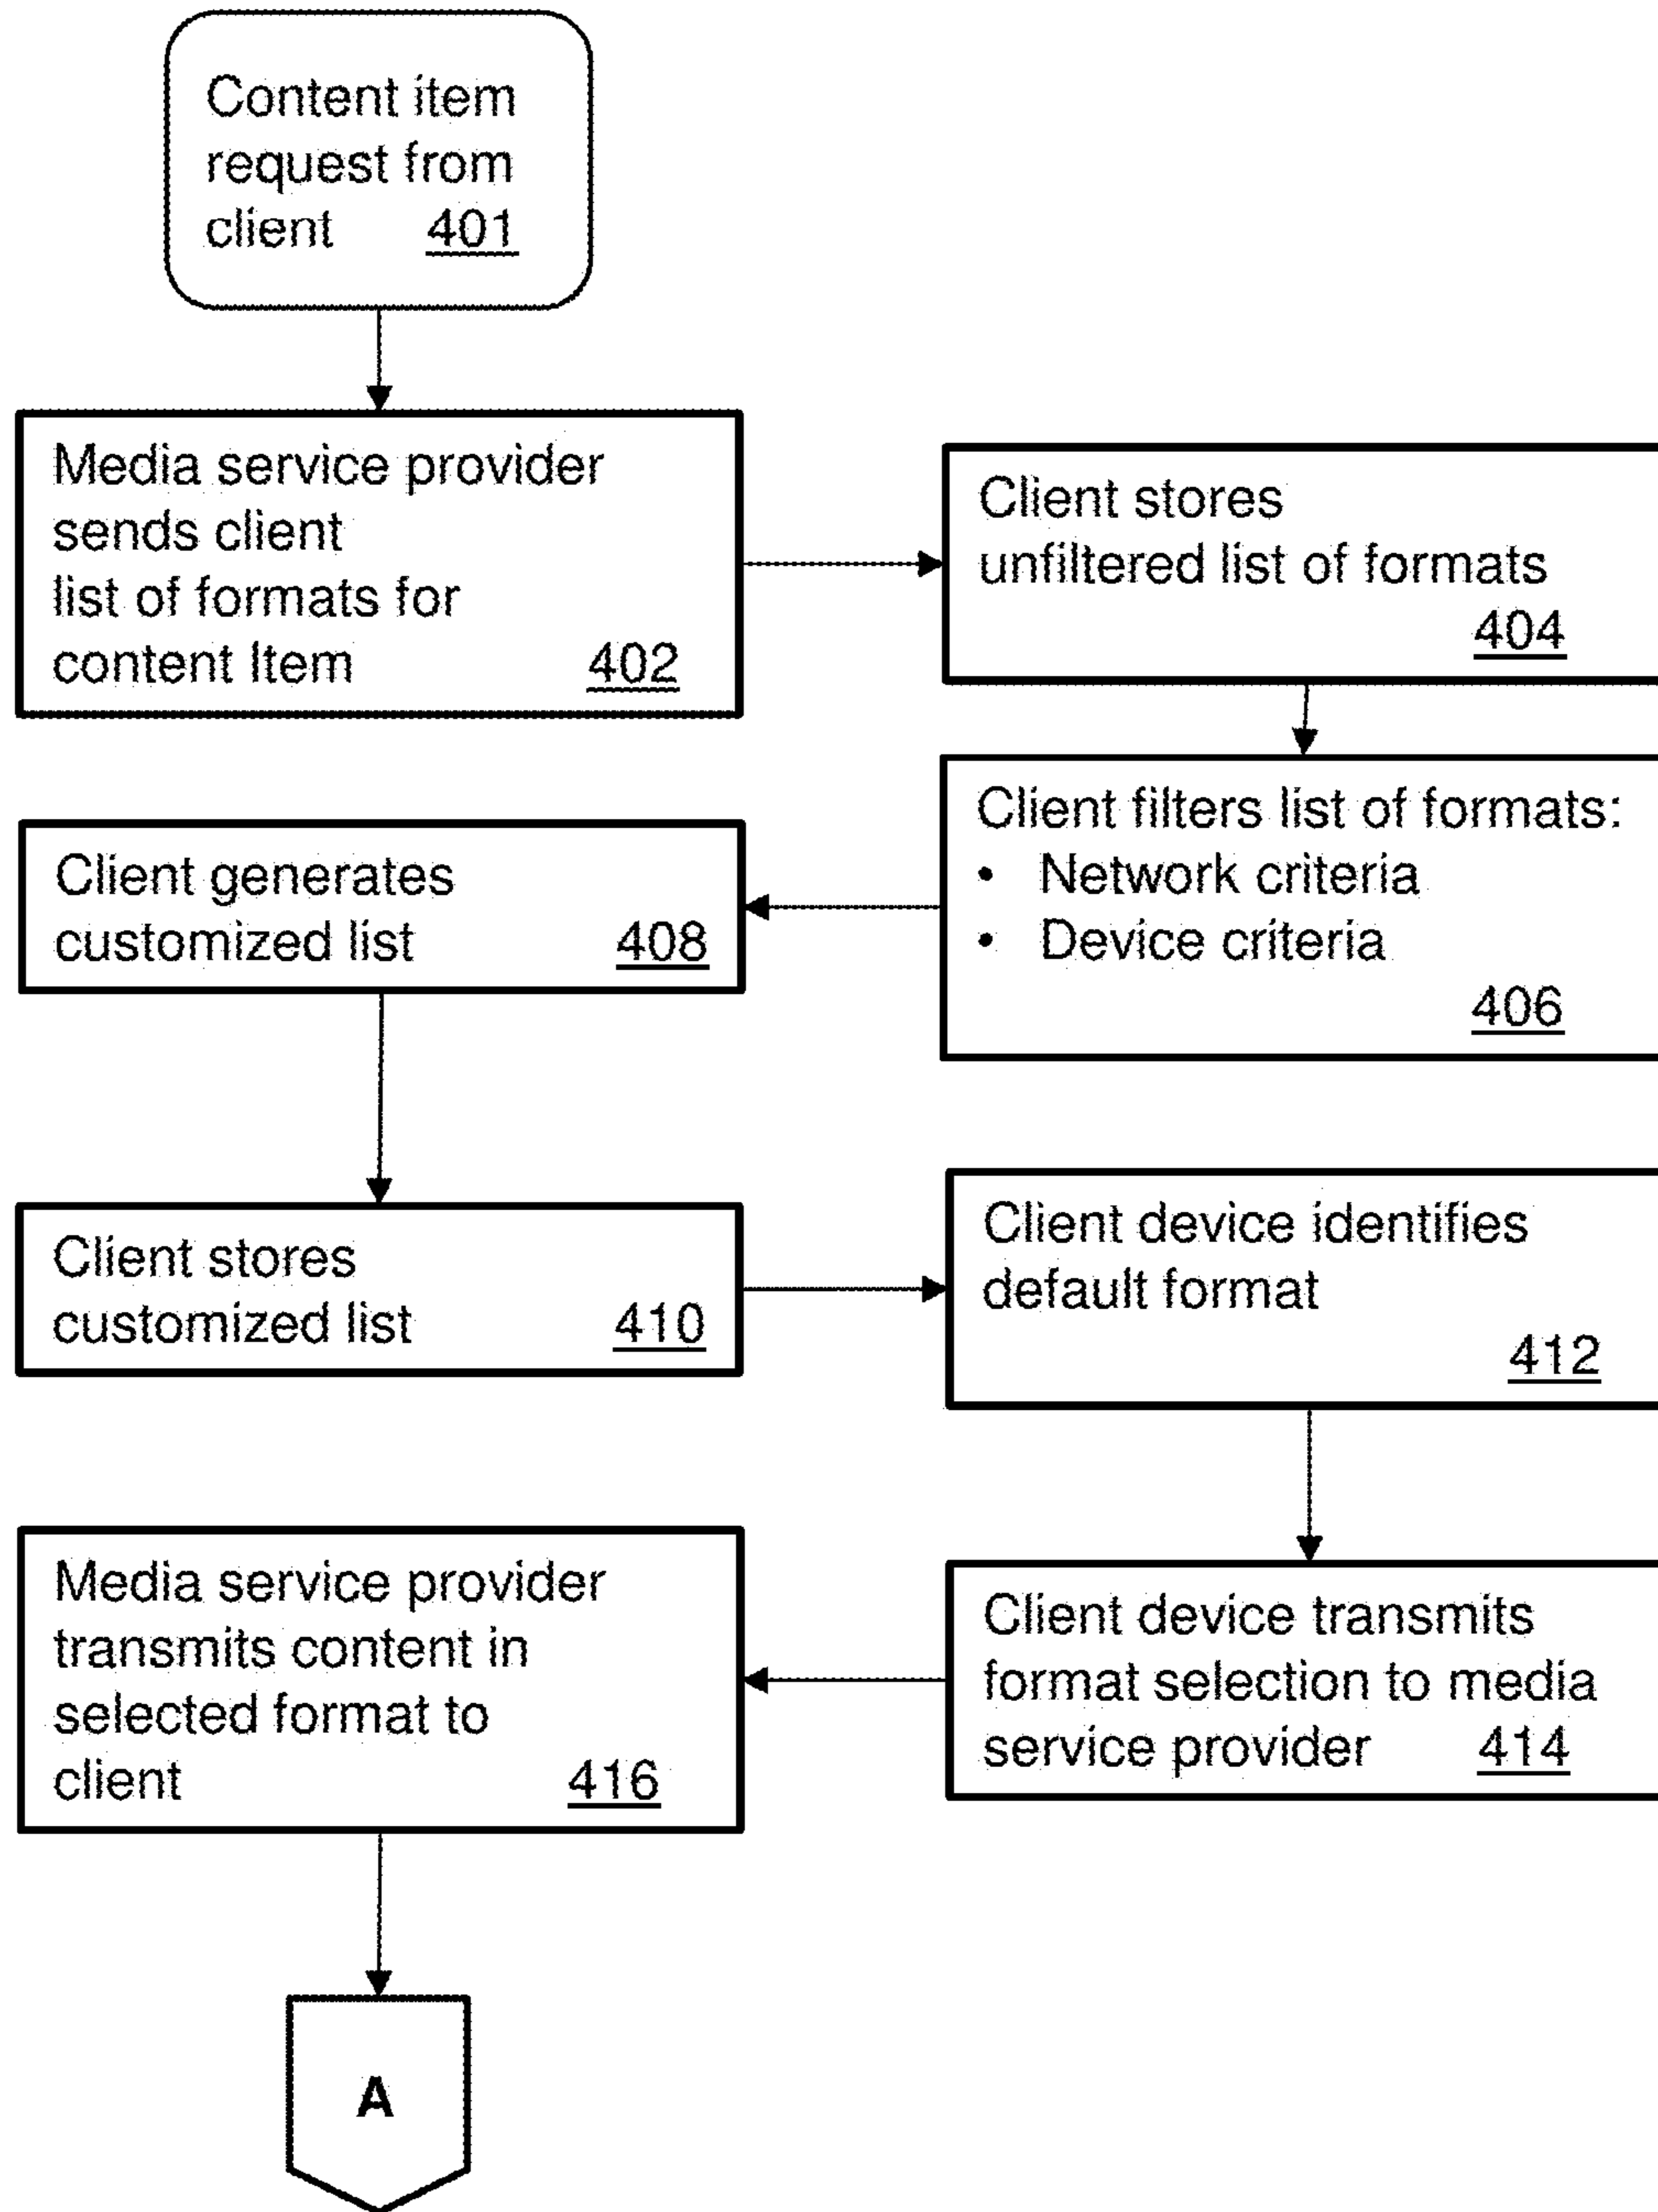 Content item
request from
client 401
Media service provider
sends client
list of formats for
content Item 402
Client stores
unfiltered list of formats
404
Client filters list of formats:
• Network criteria
• Device criteria
406
Client generates
customized list 408
Client stores
customized list 410
Client device identifies
default format
412
Client device transmits
format selection to media
service provider 414
Media service provider
transmits content in
selected format to
client 416
A